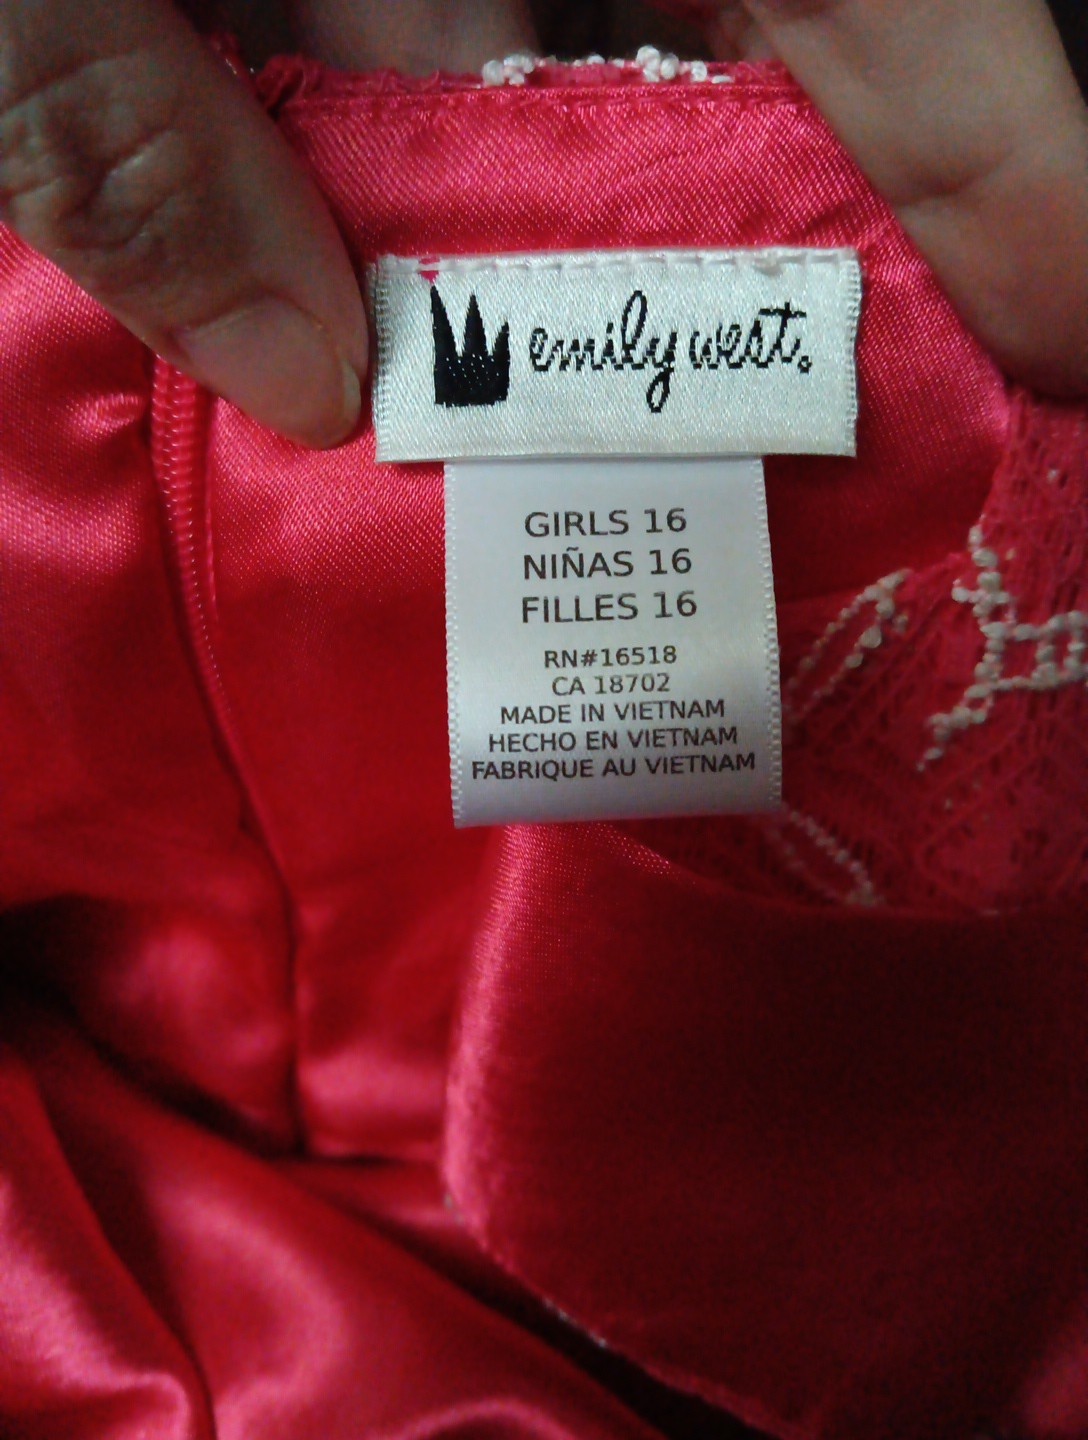 emily west.
GIRLS 16
NIÑAS 16
FILLES 16
RN#16518
CA 18702
MADE IN VIETNAM
HECHO EN VIETNAM
FABRIQUE AU VIETNAM